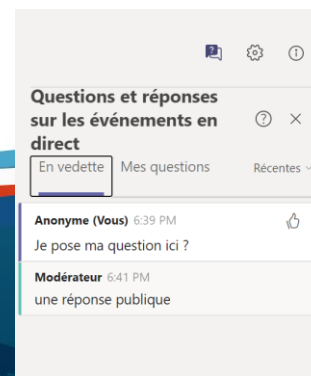 Questions et réponses
sur les événements en
direct
En vedette Mes questions Récentes
Anonyme (Vous) 6:39 PM
Je pose ma question ici ?
Modérateur 6:41 PM
une réponse publique